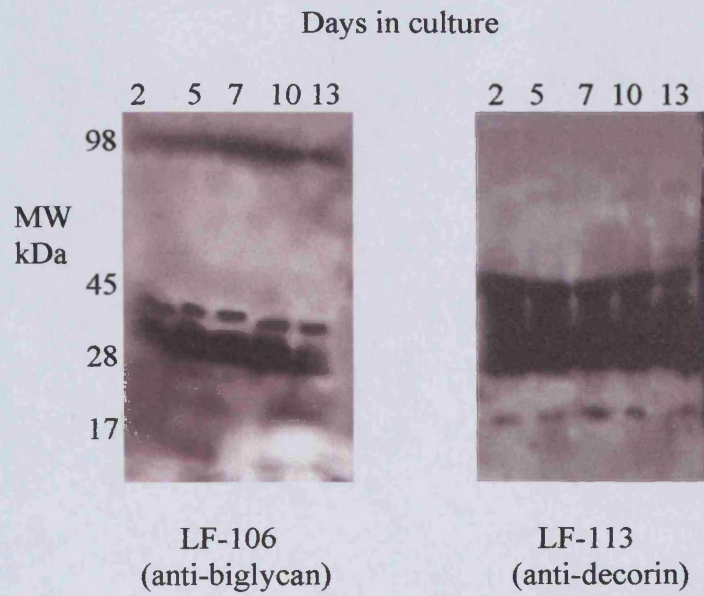 Days in culture
2 5 7 10 13
2 5 7 10 13
98
MW
kDa
45
28
17
LF-106
(anti-biglycan)
LF-113
(anti-decorin)